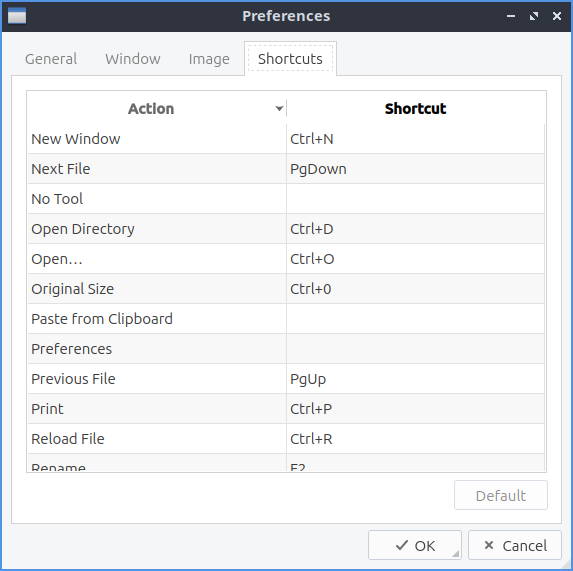 Preferences
General Window Image Shortcuts
Action Shortcut
New Window Ctrl+N
Next File PgDown
No Tool
Open Directory Ctrl+D
Open… Ctrl+O
Original Size Ctrl+0
Paste from Clipboard
Preferences
Previous File PgUp
Print Ctrl+P
Reload File Ctrl+R
Rename F2
Default
OK Cancel